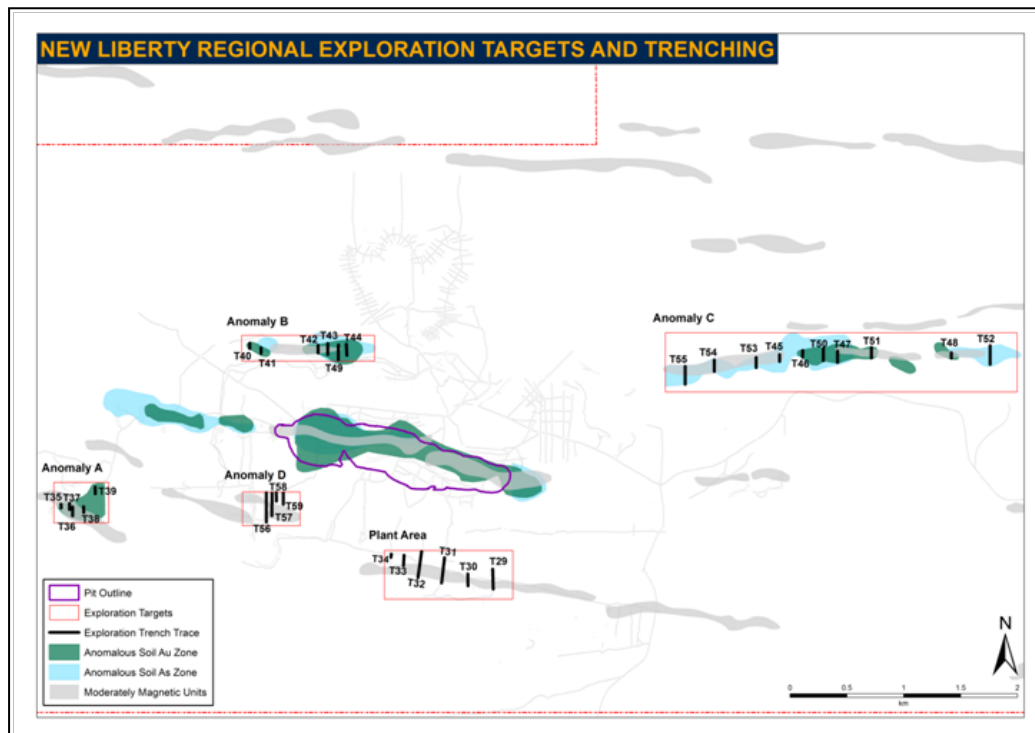 NEW LIBERTY REGIONAL EXPLORATION TARGETS AND TRENCHING
Anomaly B
T40
T41
T42
T43
T44
T49
Anomaly C
T55
T54
T53
T45
T46
T50
T47
T51
T48
T52
Anomaly A
T35
T37
T39
T36
T38
Anomaly D
T58
T59
T57
T56
Plant Area
T34
T33
T32
T31
T30
T29
Pit Outline
Exploration Targets
Exploration Trench Trace
Anomalous Soil Au Zone
Anomalous Soil As Zone
Moderately Magnetic Units
N
0 0.5 1 1.5 2
km